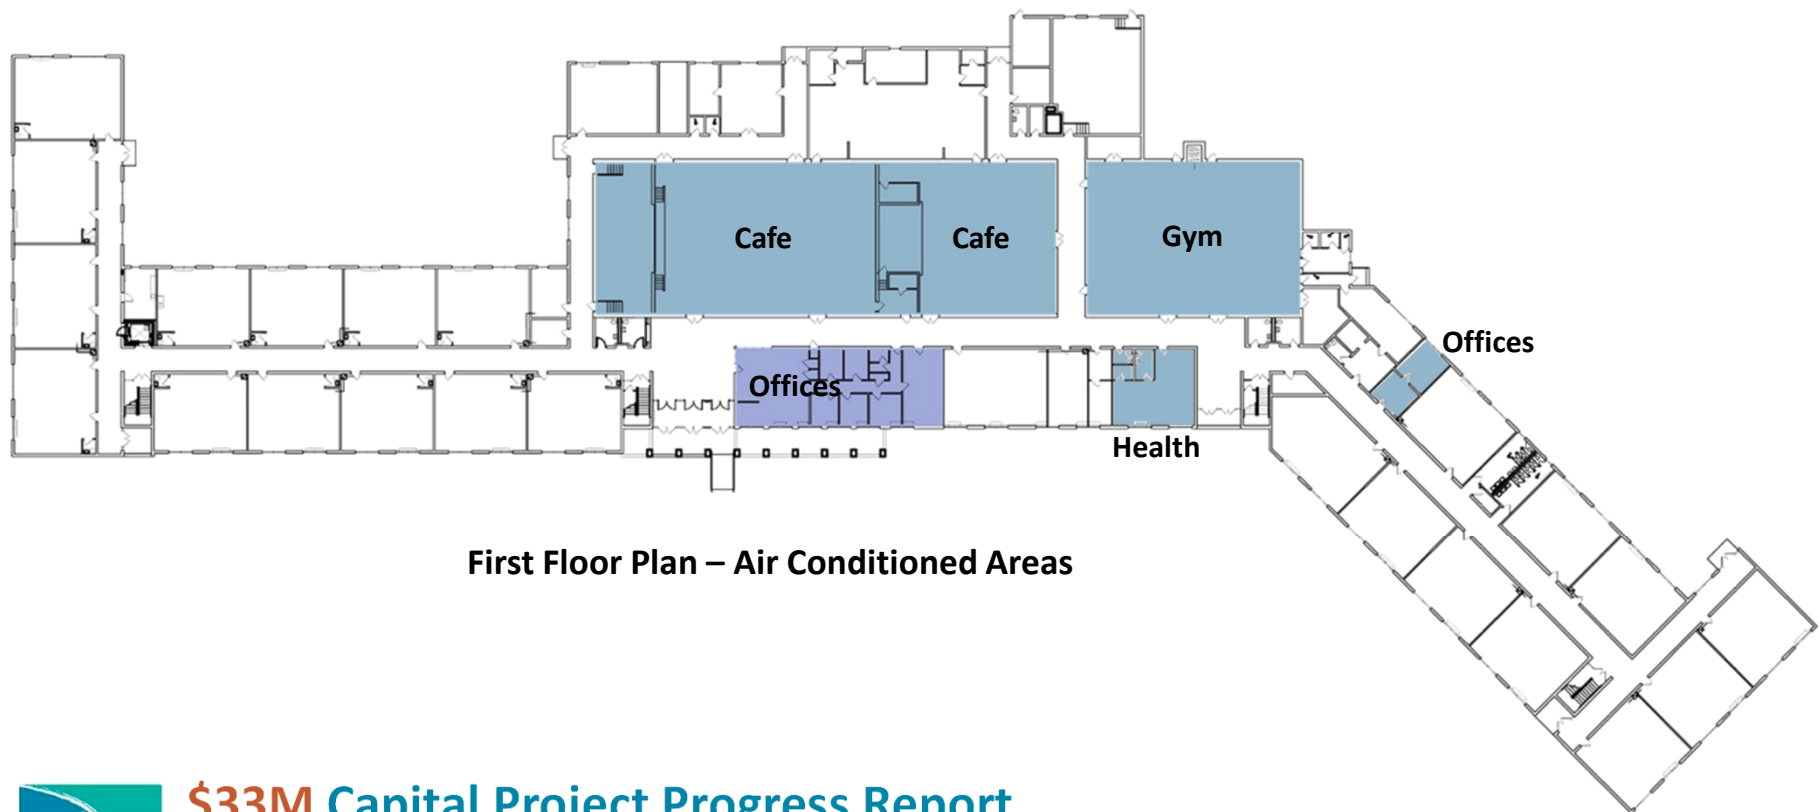 Cafe
Cafe
Gym
Offices
Offices
Health
First Floor Plan – Air Conditioned Areas
$33M Capital Project Progress Report